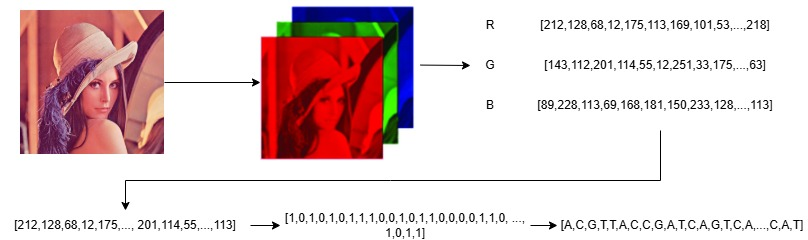 R [212,128,68,12,175,113,169,101,53,...,218]
G [143,112,201,114,55,12,251,33,175,...,63]
B [89,228,113,69,168,181,150,233,128,...,113]
[212,128,68,12,175,..., 201,114,55,...,113]
[1,0,1,0,1,0,1,1,1,0,0,1,0,1,1,0,0,0,0,1,1,0, ...,
1,0,1,1]
[A,C,G,T,T,A,C,C,G,A,T,C,A,G,T,C,A,...,C,A,T]